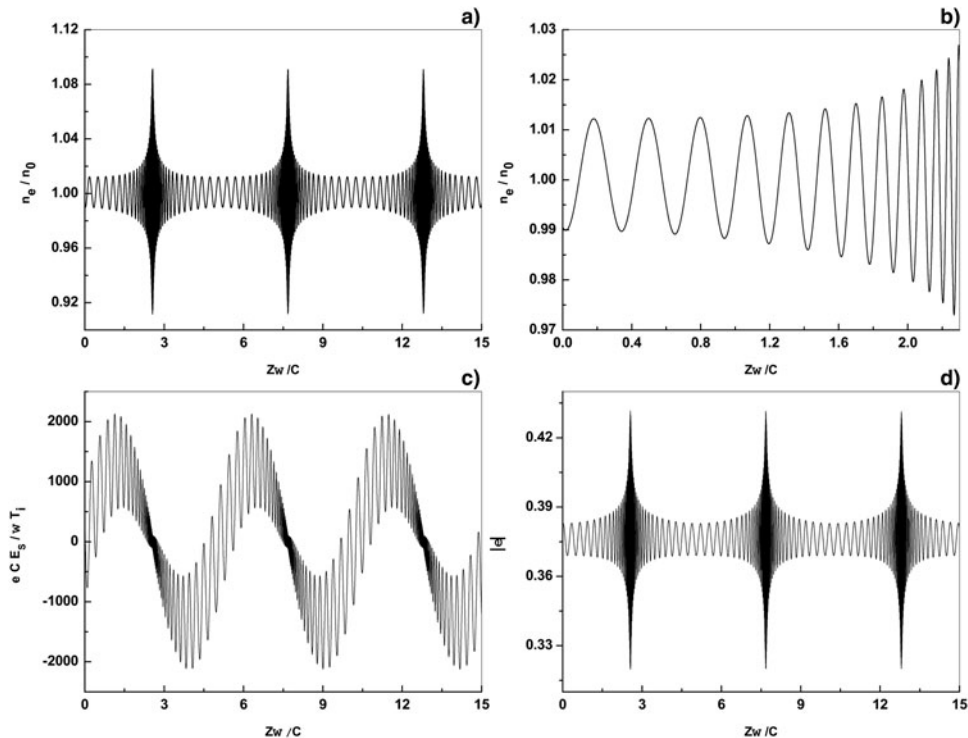 a)
1.12
1.08
1.04
1.00
0.96
0.92
n_e / n_0
0 3 6 9 12 15
Zw /C
b)
1.03
1.02
1.01
1.00
0.99
0.98
0.97
n_e / n_0
0.0 0.4 0.8 1.2 1.6 2.0
Zw /C
c)
2000
1000
0
-1000
-2000
e C E_s / w T_i
0 3 6 9 12 15
Zw /C
d)
0.42
0.39
0.36
0.33
|e|
0 3 6 9 12 15
Zw /C